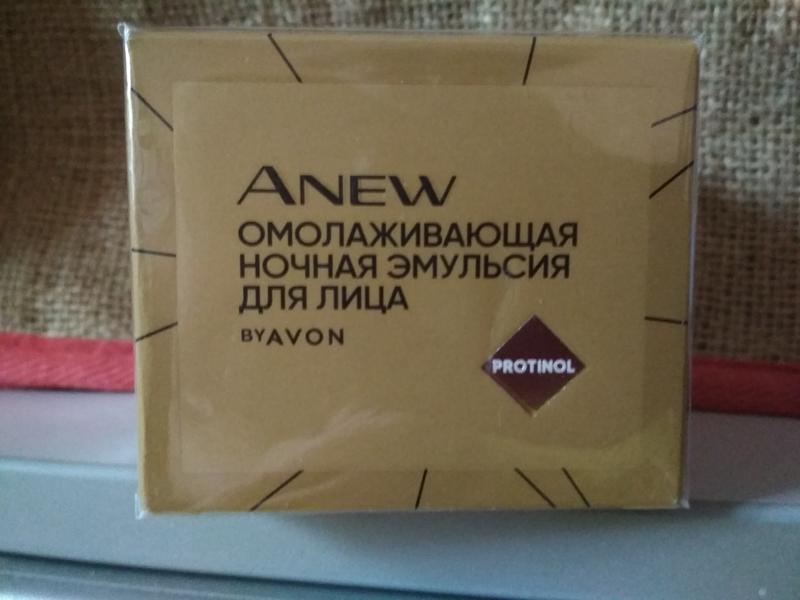 ANEW
ОМОЛАЖИВАЮЩАЯ
НОЧНАЯ ЭМУЛЬСИЯ
ДЛЯ ЛИЦА
BY AVON
PROTINOL